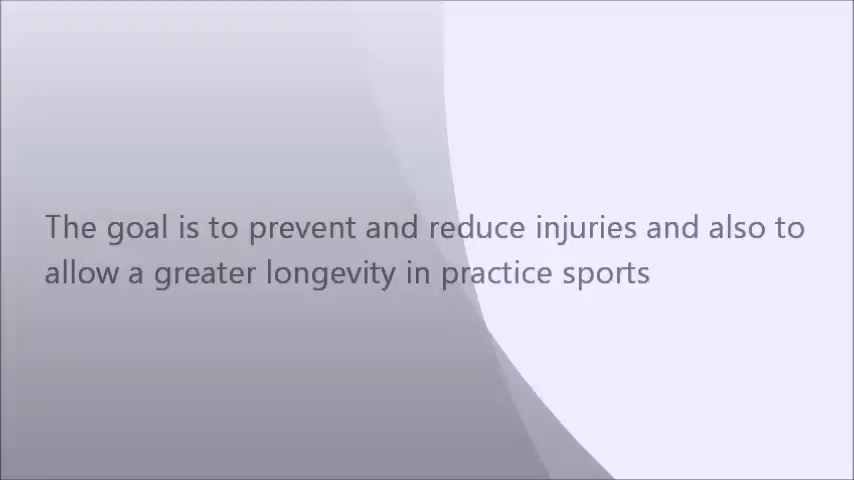 The goal is to prevent and reduce injuries and also to
allow a greater longevity in practice sports